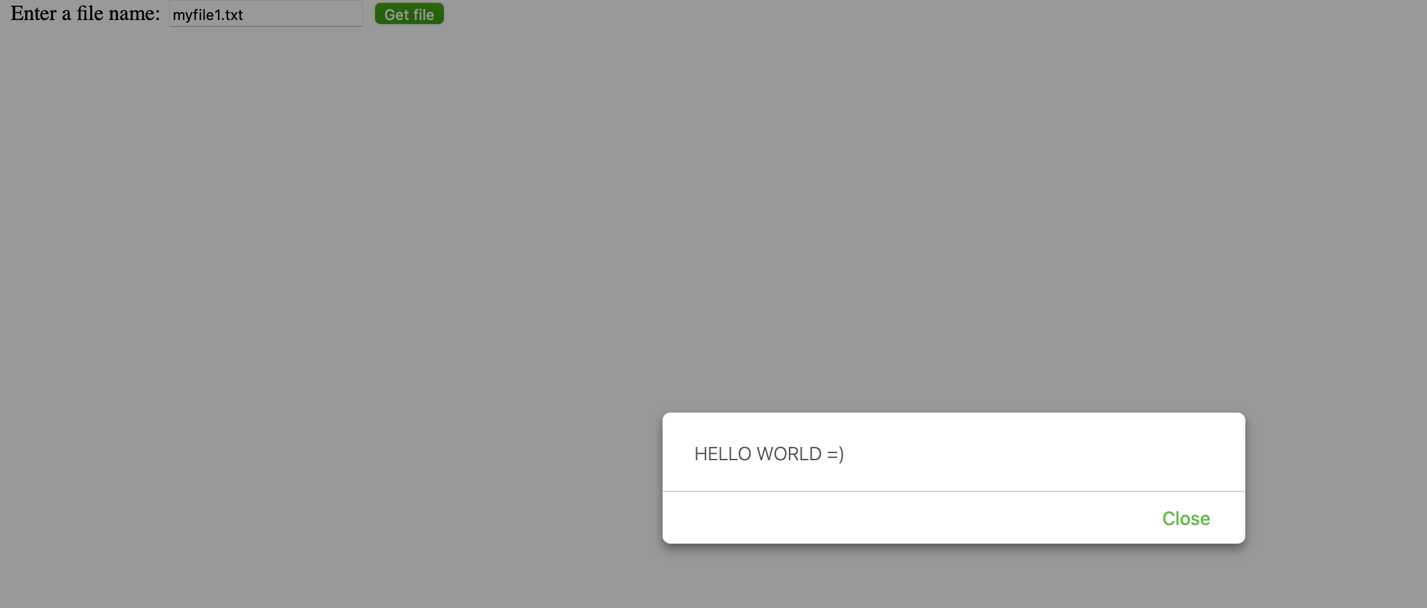 Enter a file name: myfile1.txt Get file
HELLO WORLD =)
Close